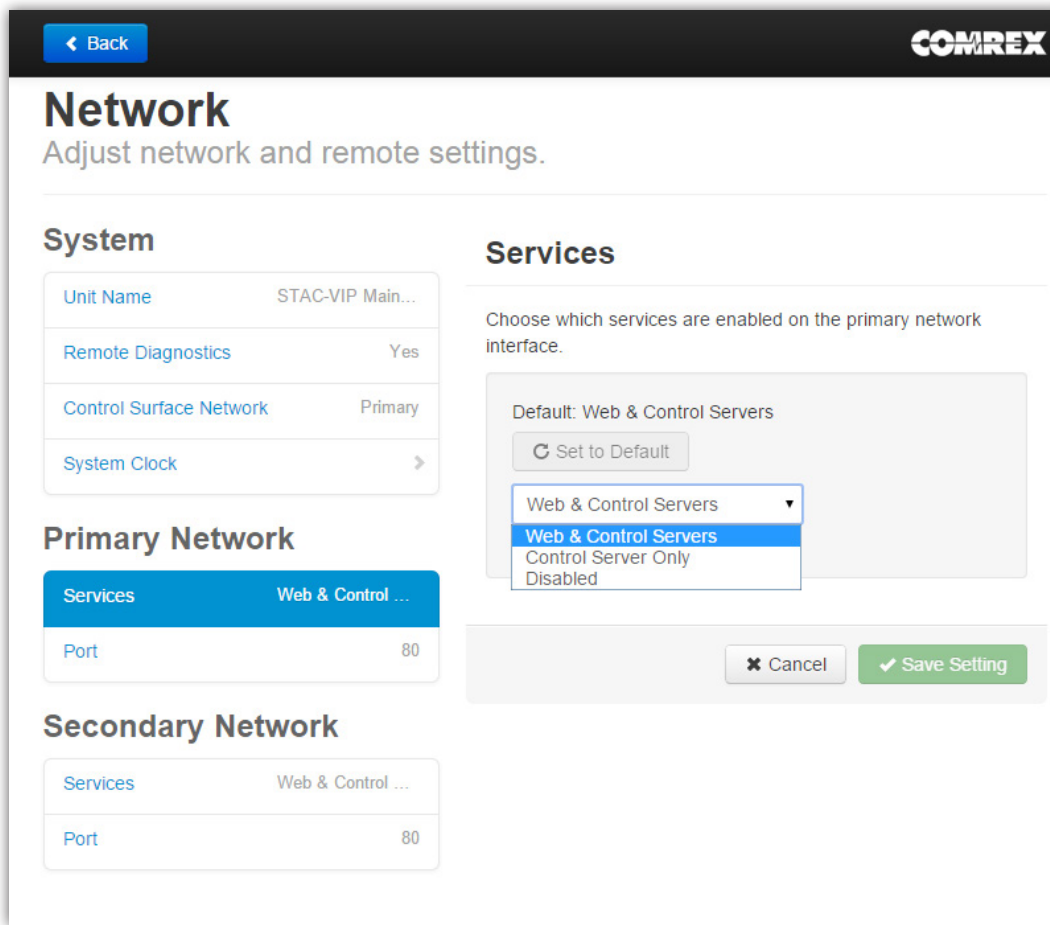 Back
COMREX
Network
Adjust network and remote settings.
System
Unit Name STAC-VIP Main...
Remote Diagnostics Yes
Control Surface Network Primary
System Clock
Primary Network
Services Web & Control ...
Port 80
Secondary Network
Services Web & Control ...
Port 80
Services
Choose which services are enabled on the primary network
interface.
Default: Web & Control Servers
Set to Default
Web & Control Servers
Web & Control Servers
Control Server Only
Disabled
Cancel
Save Setting